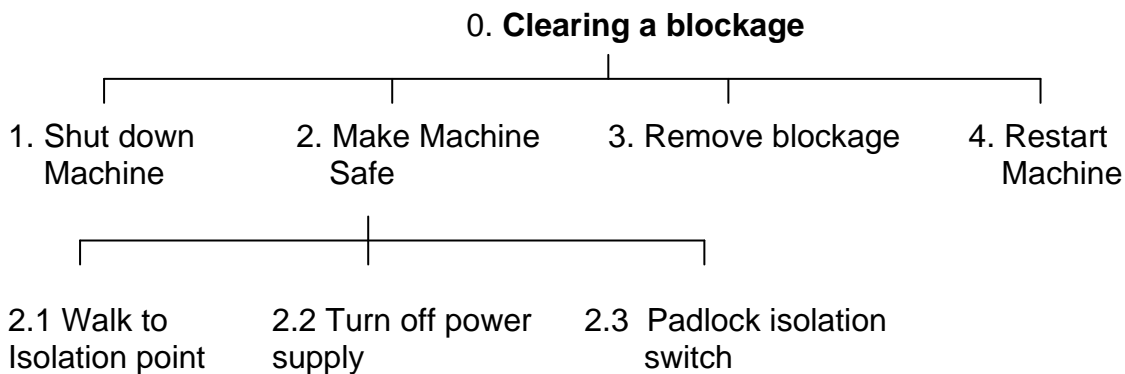 0. Clearing a blockage
1. Shut down
Machine
2. Make Machine
Safe
3. Remove blockage
4. Restart
Machine
2.1 Walk to
Isolation point
2.2 Turn off power
supply
2.3 Padlock isolation
switch